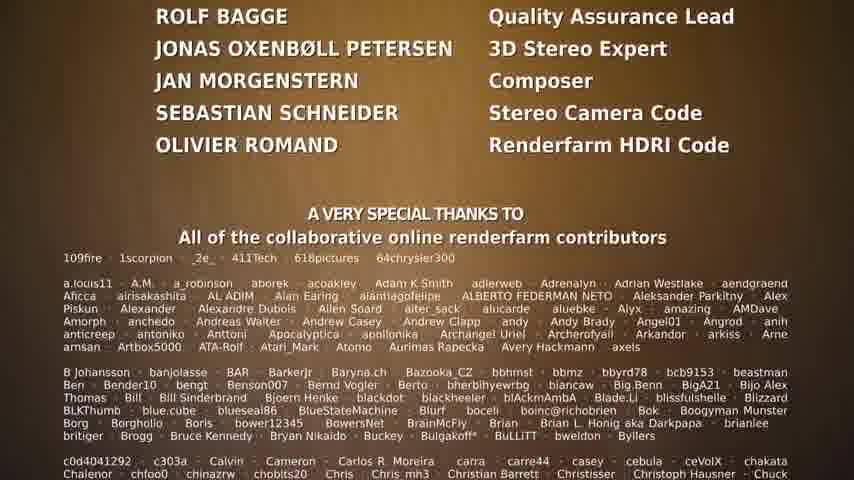 ROLF BAGGE Quality Assurance Lead
JONAS OXENBØLL PETERSEN 3D Stereo Expert
JAN MORGENSTERN Composer
SEBASTIAN SCHNEIDER Stereo Camera Code
OLIVIER ROMAND Renderfarm HDRI Code
A VERY SPECIAL THANKS TO
All of the collaborative online renderfarm contributors
109fire · 1scorpion · _2e_ · 411Tech · 618pictures · 64chrysler300
a.louis11 · A.M. · a_robinson · aborek · acoakley · Adam K Smith · adlerweb · Adrenalyn · Adrian Westlake · aendgraend
Aficca · airisakashita · AL ADIM · Alan Earing · alantiagofelipe · ALBERTO FEDERMAN NETO · Aleksander Parkitny · Alex
Piskun · Alexander · Alexandre Dubois · Allen Soard · alter_sack · alucarde · aluebke · Alyx · amazing · AMDave
Amorph · anchedo · Andreas Walter · Andrew Casey · Andrew Clapp · andy · Andy Brady · Angel01 · Angrod · anih
anticreep · antoniko · Anttoni · Apocalyptica · apollonika · Archangel Uriel · Archerofall · Arkandor · arkiss · Arne
arnsan · Artbox5000 · ATA-Rolf · Atari_Mark · Atomo · Aurimas Rapecka · Avery Hackmann · axels
B Johansson · banjolasse · BAR · BarkerJr · Baryna.ch · Bazooka_CZ · bbhmst · bbmz · bbyrd78 · bcb9153 · beastman
Ben · Bender10 · bengt · Benson007 · Bernd Vogler · Berto · bherbihyewrbg · biancaw · Big.Benn · BigA21 · Bijo Alex
Thomas · Bill · Bill Sinderbrand · Bjoern Henke · blackdot · blackheeler · blAckmAmbA · Blade.Li · blissfulshelle · Blizzard
BLKThumb · blue.cube · blueseal86 · BlueStateMachine · Blurf · boceli · boinc@richobrien · Bok · Boogyman Munster
Borg · Borgholio · Boris · bower12345 · BowersNet · BrainMcFly · Brian · Brian L. Honig aka Darkpapa · brianlee
britiger · Brogg · Bruce Kennedy · Bryan Nikaido · Buckey · Bulgakoff* · BuLLiTT · bweldon · Byllers
c0d4041292 · c303a · Calvin · Cameron · Carlos R. Moreira · carra · carre44 · casey · cebula · ceVoIX · chakata
Chalenor · chfoo0 · chinazrw · chobits20 · Chris · Chris_mh3 · Christian Barrett · Christisser · Christoph Hausner · Chuck